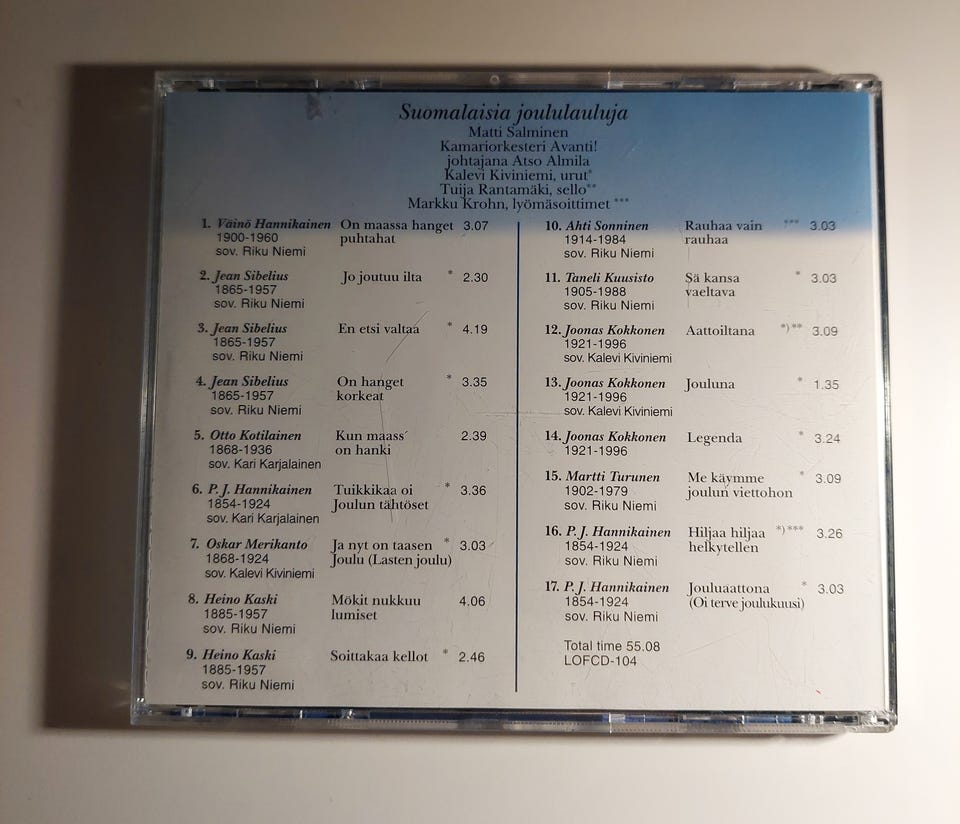 Suomalaisia joululauluja
Matti Salminen
Kamariorkesteri Avanti!
johtajana Atso Almila
Kalevi Kiviniemi, urut*
Tuija Rantamäki, sello**
Markku Krohn, lyömäsoittimet ***
1. Väinö Hannikainen On maassa hanget 3.07
1900-1960 puhtahat
sov. Riku Niemi
2. Jean Sibelius Jo joutuu ilta * 2.30
1865-1957
sov. Riku Niemi
3. Jean Sibelius En etsi valtaa * 4.19
1865-1957
sov. Riku Niemi
4. Jean Sibelius On hanget * 3.35
1865-1957 korkeat
sov. Riku Niemi
5. Otto Kotilainen Kun maass´ 2.39
1868-1936 on hanki
sov. Kari Karjalainen
6. P. J. Hannikainen Tuikkikaa oi * 3.36
1854-1924 Joulun tähtöset
sov. Kari Karjalainen
7. Oskar Merikanto Ja nyt on taasen * 3.03
1868-1924 Joulu (Lasten joulu)
sov. Kalevi Kiviniemi
8. Heino Kaski Mökit nukkuu 4.06
1885-1957 lumiset
sov. Riku Niemi
9. Heino Kaski Soittakaa kellot * 2.46
1885-1957
sov. Riku Niemi
10. Ahti Sonninen Rauhaa vain *** 3.03
1914-1984 rauhaa
sov. Riku Niemi
11. Taneli Kuusisto Sä kansa * 3.03
1905-1988 vaeltava
sov. Riku Niemi
12. Joonas Kokkonen Aattoiltana *) ** 3.09
1921-1996
sov. Kalevi Kiviniemi
13. Joonas Kokkonen Jouluna * 1.35
1921-1996
sov. Kalevi Kiviniemi
14. Joonas Kokkonen Legenda * 3.24
1921-1996
15. Martti Turunen Me käymme * 3.09
1902-1979 joulun viettohon
sov. Riku Niemi
16. P. J. Hannikainen Hiljaa hiljaa *) *** 3.26
1854-1924 helkytellen
sov. Riku Niemi
17. P. J. Hannikainen Jouluaattona * 3.03
1854-1924 (Oi terve joulukuusi)
sov. Riku Niemi
Total time 55.08
LOFCD-104